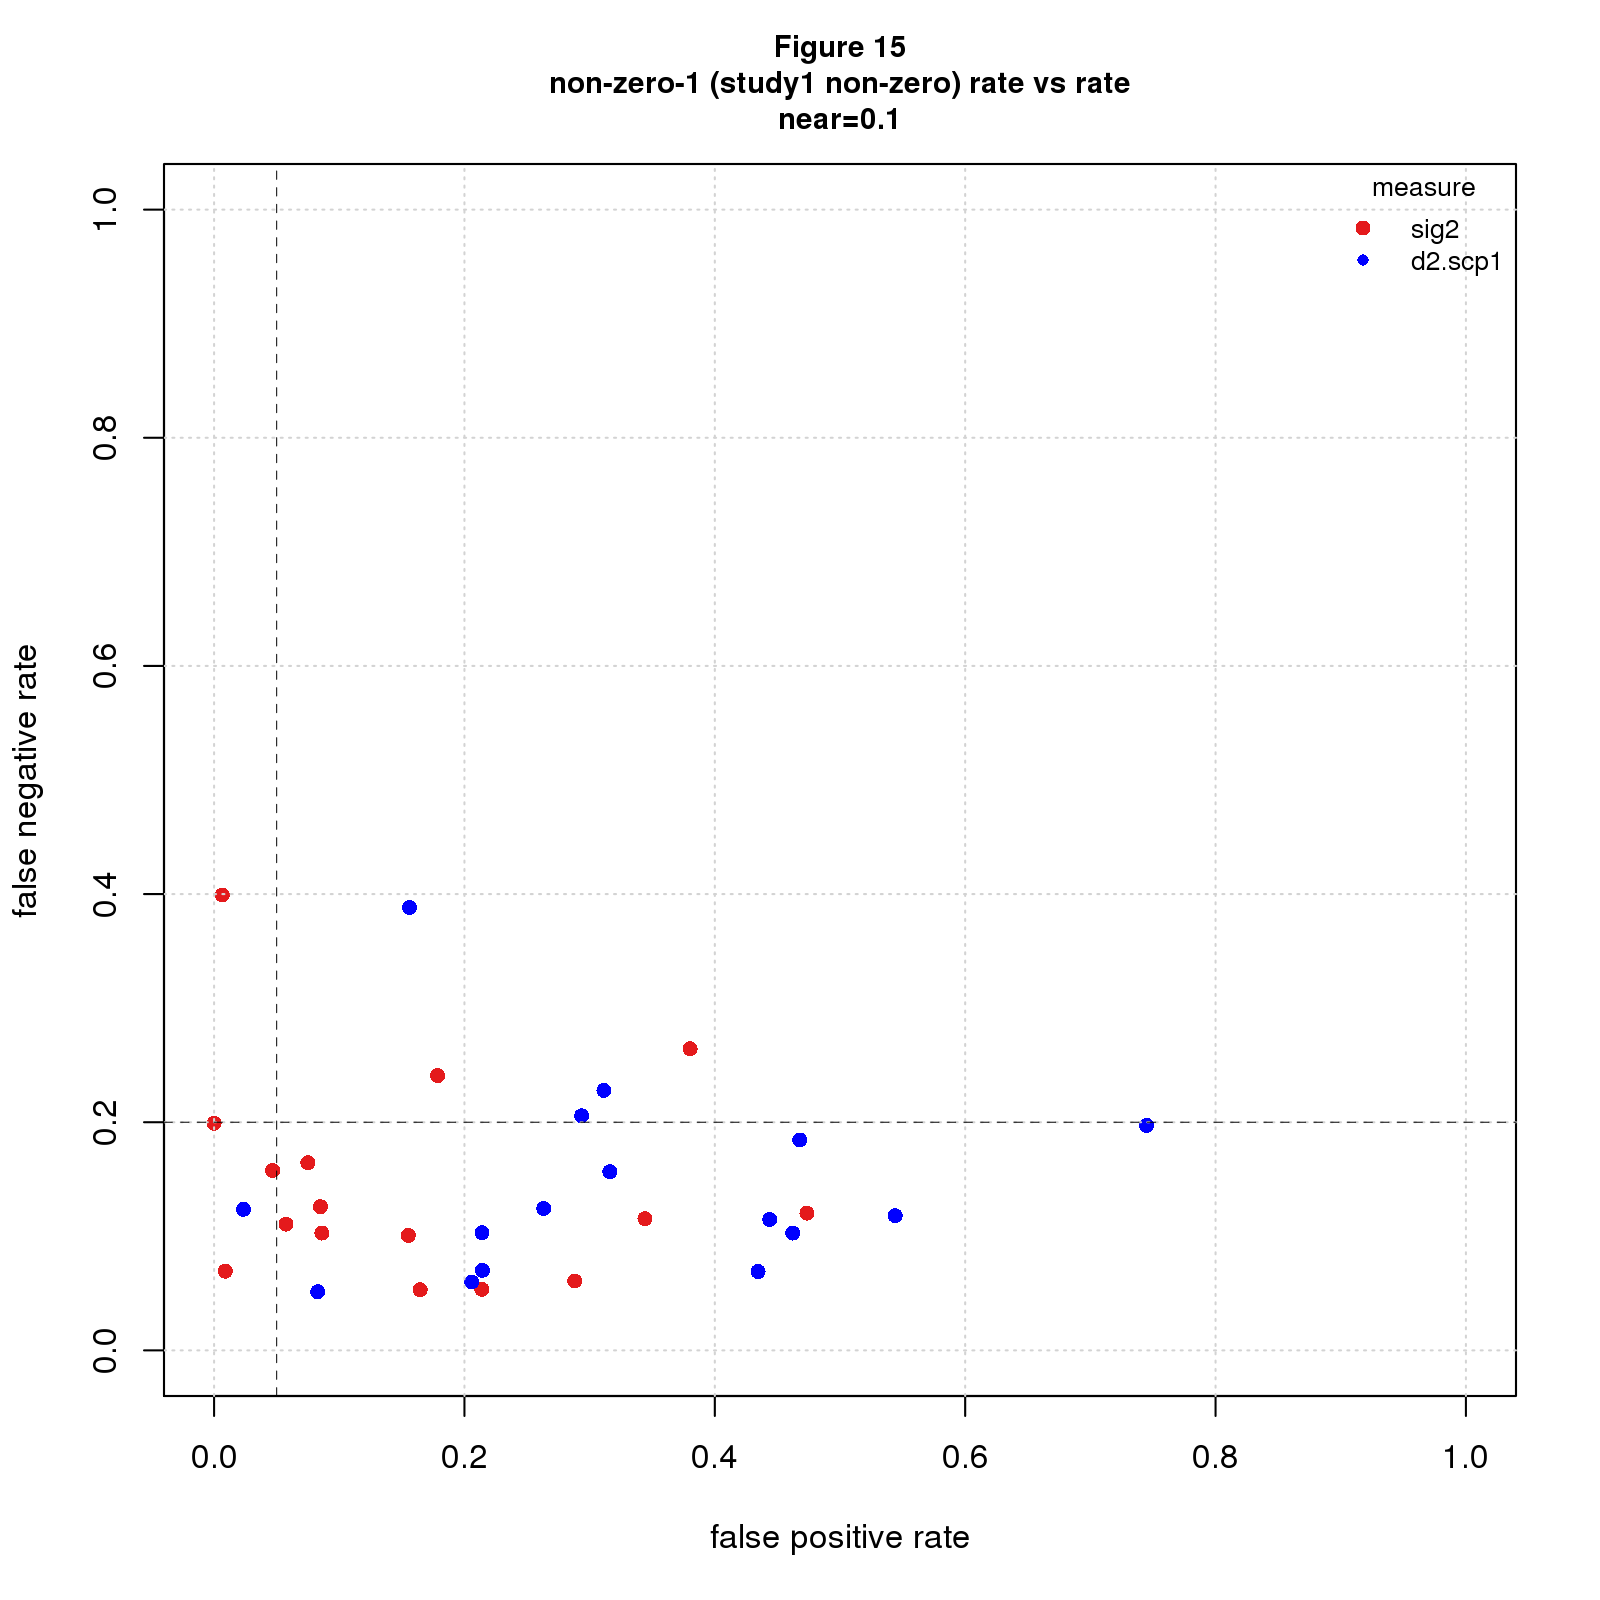 Figure 15
non-zero-1 (study1 non-zero) rate vs rate
near=0.1
measure
sig2
d2.scp1
1.0
0.8
0.6
0.4
0.2
0.0
false negative rate
0.0 0.2 0.4 0.6 0.8 1.0
false positive rate